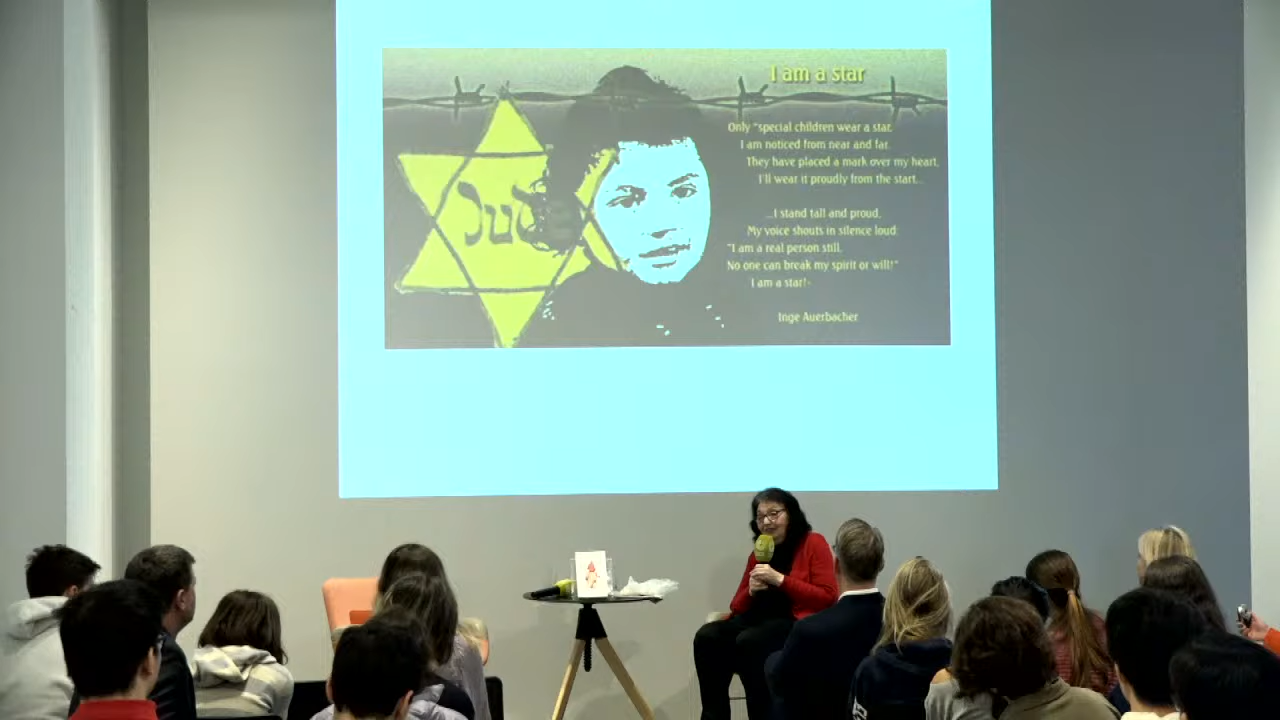 I am a star
Only "special children wear a star,
I am noticed from near and far.
They have placed a mark over my heart,
I'll wear it proudly from the start...
...I stand tall and proud,
My voice shouts in silence loud:
"I am a real person still,
No one can break my spirit or will!"
I am a star!-
Inge Auerbacher
Jude